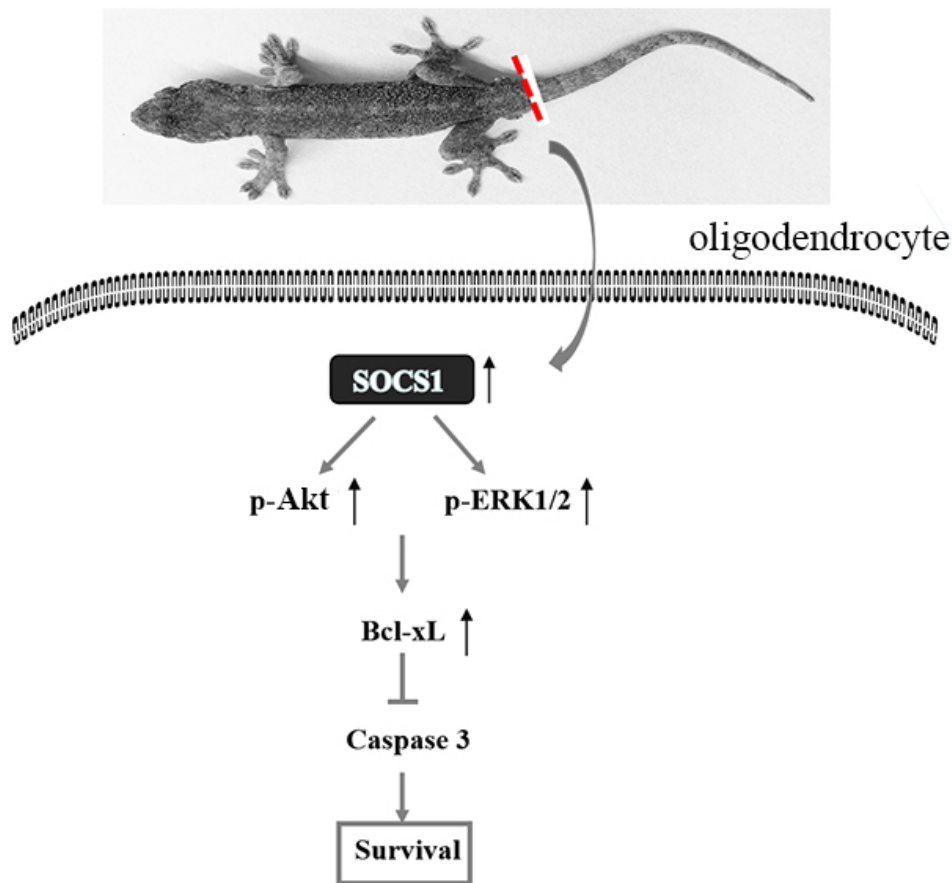 oligodendrocyte
SOCS1
p-Akt
p-ERK1/2
Bcl-xL
Caspase 3
Survival